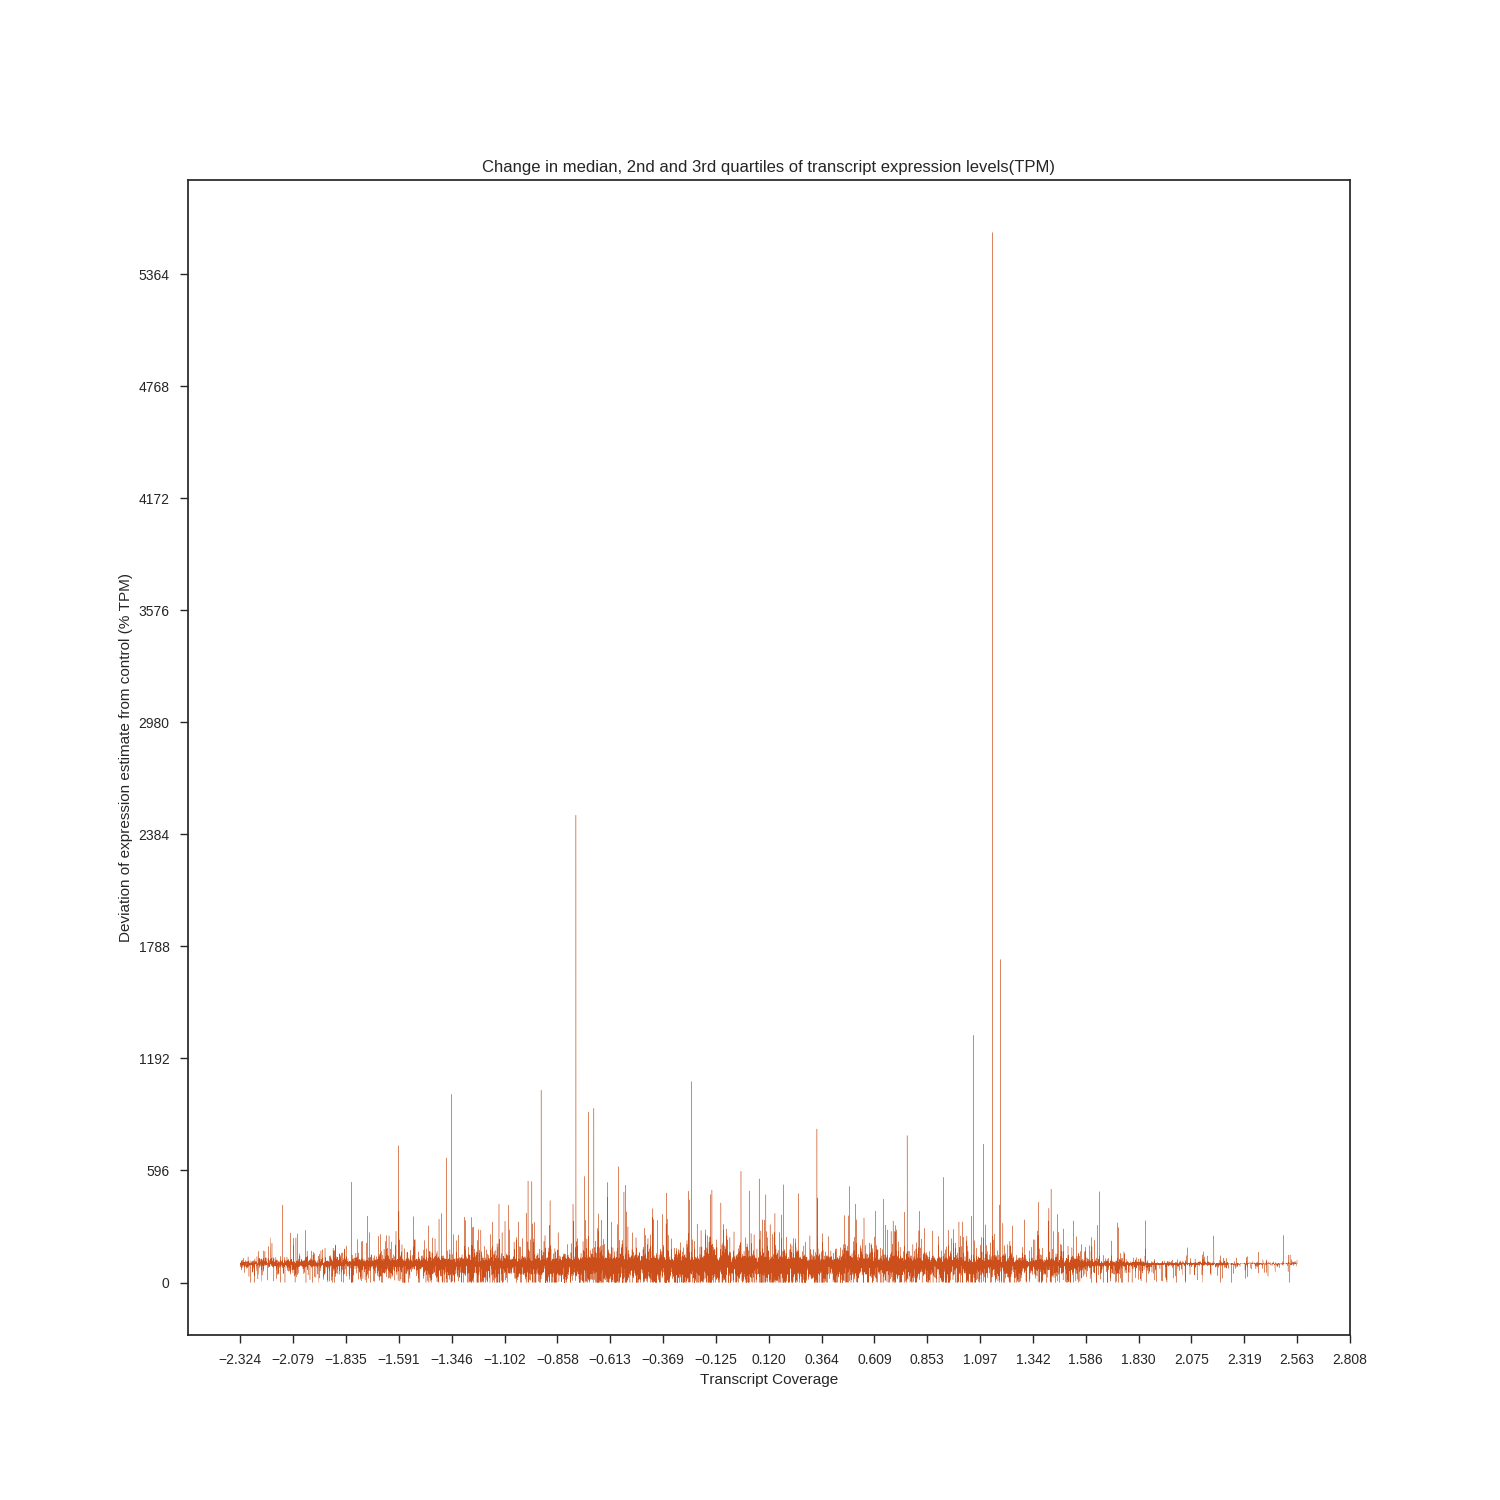 Change in median, 2nd and 3rd quartiles of transcript expression levels(TPM)
Deviation of expression estimate from control (% TPM)
5364
4768
4172
3576
2980
2384
1788
1192
596
0
−2.324 −2.079 −1.835 −1.591 −1.346 −1.102 −0.858 −0.613 −0.369 −0.125 0.120 0.364 0.609 0.853 1.097 1.342 1.586 1.830 2.075 2.319 2.563 2.808
Transcript Coverage